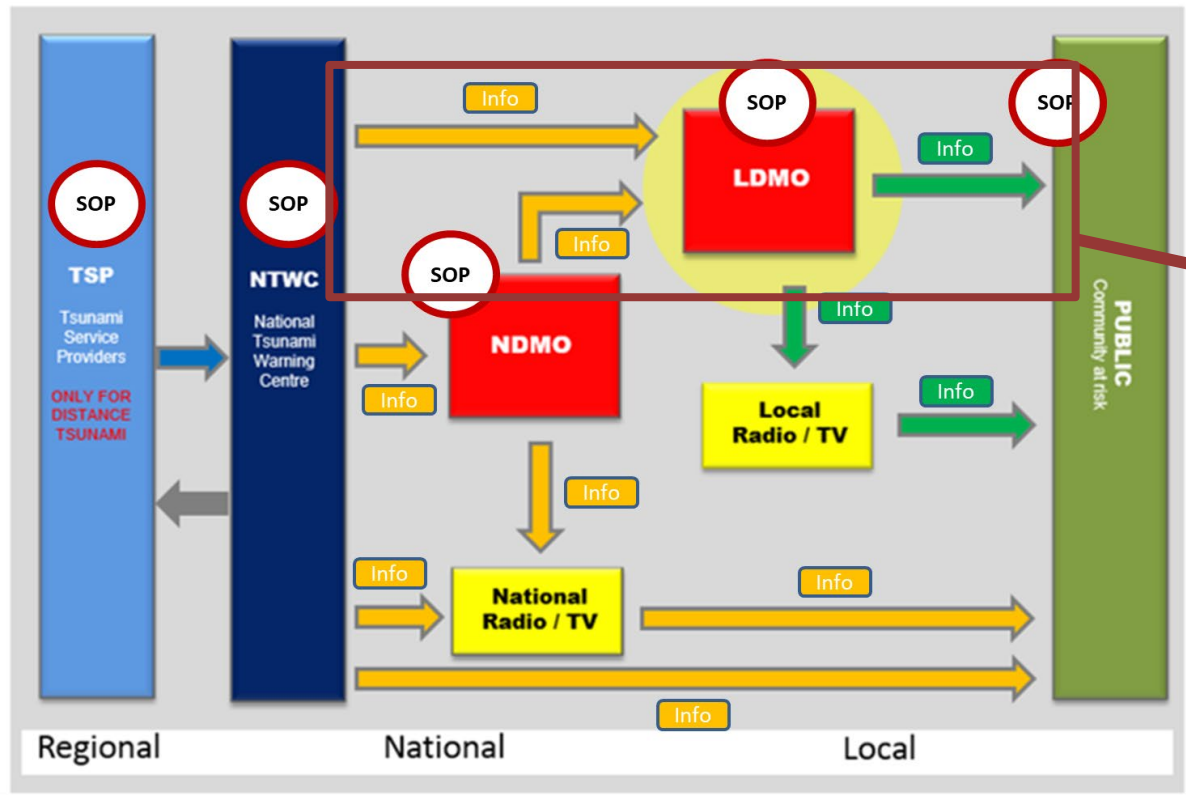 SOP
TSP
Tsunami
Service
Providers
ONLY FOR
DISTANCE
TSUNAMI
SOP
NTWC
National
Tsunami
Warning
Centre
Info
SOP
LDMO
Info
SOP
Info
SOP
NDMO
Info
Info
Info
Local
Radio / TV
Info
PUBLIC
Community at risk
Info
National
Radio / TV
Info
Info
Info
Regional
National
Local